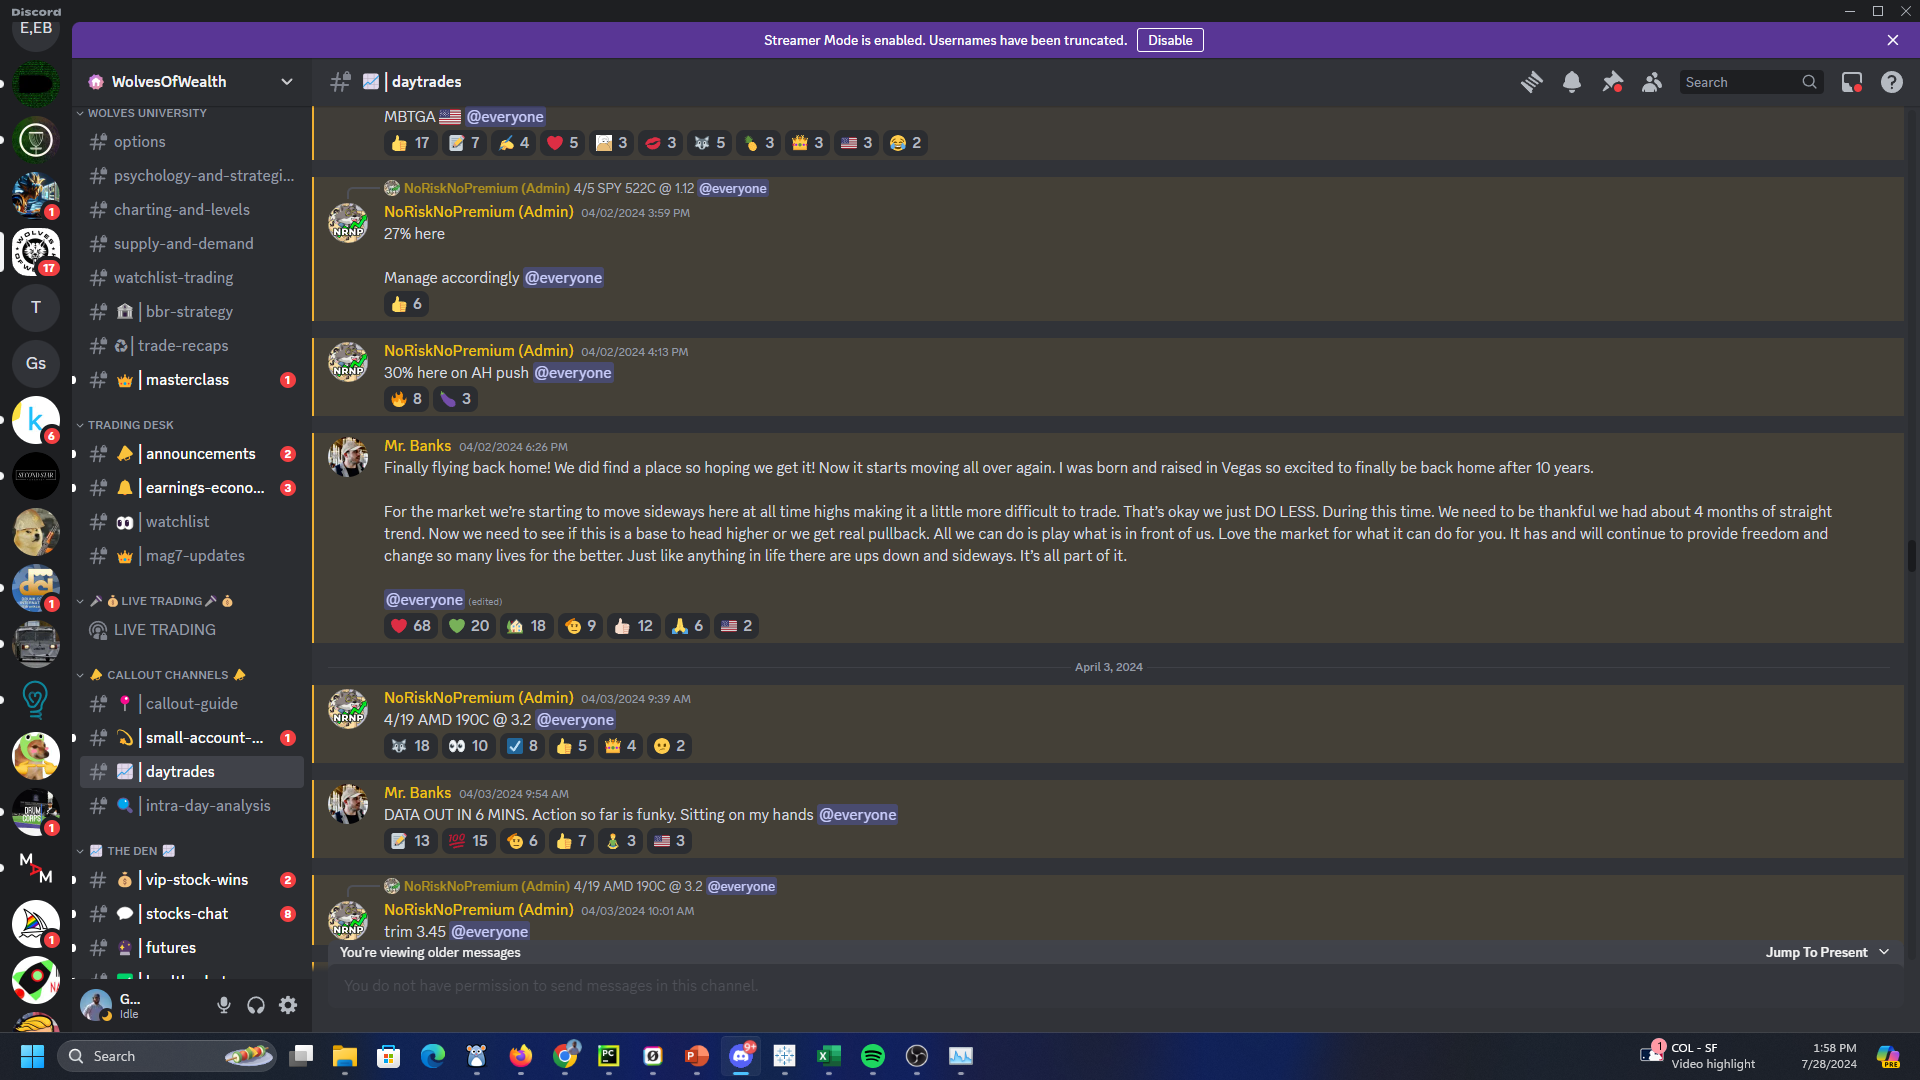 Discord
E,EB
Streamer Mode is enabled. Usernames have been truncated. Disable
WolvesOfWealth
| daytrades
Search
WOLVES UNIVERSITY
options
psychology-and-strategi...
charting-and-levels
supply-and-demand
watchlist-trading
| bbr-strategy
| trade-recaps
| masterclass 1
TRADING DESK
| announcements 2
| earnings-econo... 3
| watchlist
| mag7-updates
LIVE TRADING
LIVE TRADING
CALLOUT CHANNELS
| callout-guide
| small-account-... 1
| daytrades
| intra-day-analysis
THE DEN
| vip-stock-wins 2
| stocks-chat 8
| futures
1
17
T
Gs
k
6
SECOND STAR
dci
1
DRUM CORPS
1
M A M
1
G...
Idle
MBTGA @everyone
17 7 4 5 3 3 5 3 3 3 2
NoRiskNoPremium (Admin) 4/5 SPY 522C @ 1.12 @everyone
NRNP
NoRiskNoPremium (Admin) 04/02/2024 3:59 PM
27% here
Manage accordingly @everyone
6
NRNP
NoRiskNoPremium (Admin) 04/02/2024 4:13 PM
30% here on AH push @everyone
8 3
Mr. Banks 04/02/2024 6:26 PM
Finally flying back home! We did find a place so hoping we get it! Now it starts moving all over again. I was born and raised in Vegas so excited to finally be back home after 10 years.
For the market we're starting to move sideways here at all time highs making it a little more difficult to trade. That's okay we just DO LESS. During this time. We need to be thankful we had about 4 months of straight
trend. Now we need to see if this is a base to head higher or we get real pullback. All we can do is play what is in front of us. Love the market for what it can do for you. It has and will continue to provide freedom and
change so many lives for the better. Just like anything in life there are ups down and sideways. It's all part of it.
@everyone (edited)
68 20 18 9 12 6 2
April 3, 2024
NRNP
NoRiskNoPremium (Admin) 04/03/2024 9:39 AM
4/19 AMD 190C @ 3.2 @everyone
18 10 8 5 4 2
Mr. Banks 04/03/2024 9:54 AM
DATA OUT IN 6 MINS. Action so far is funky. Sitting on my hands @everyone
13 100 15 6 7 3 3
NoRiskNoPremium (Admin) 4/19 AMD 190C @ 3.2 @everyone
NRNP
NoRiskNoPremium (Admin) 04/03/2024 10:01 AM
trim 3.45 @everyone
You're viewing older messages
Jump To Present
You do not have permission to send messages in this channel.
Search
PC
9+
1
COL - SF
Video highlight
1:58 PM
7/28/2024
PRE